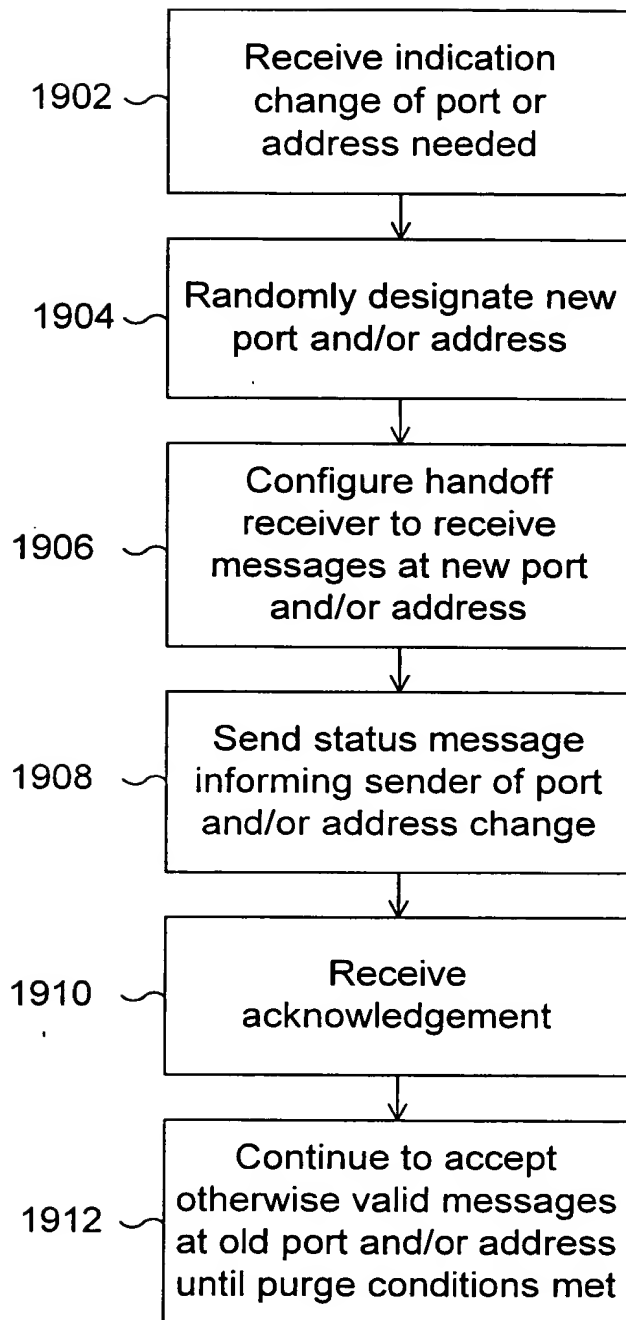 1902
Receive indication
change of port or
address needed
1904
Randomly designate new
port and/or address
1906
Configure handoff
receiver to receive
messages at new port
and/or address
1908
Send status message
informing sender of port
and/or address change
1910
Receive
acknowledgement
1912
Continue to accept
otherwise valid messages
at old port and/or address
until purge conditions met